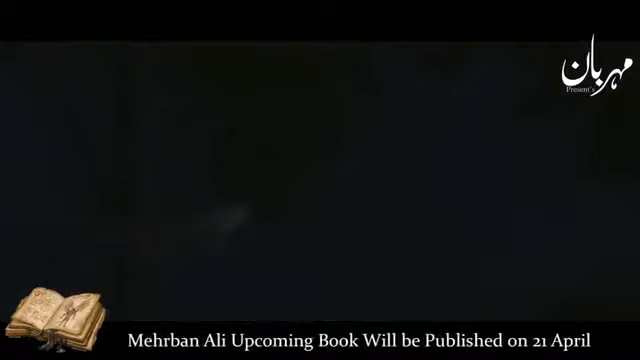 مہربان
Present's
Mehrban Ali Upcoming Book Will be Published on 21 April